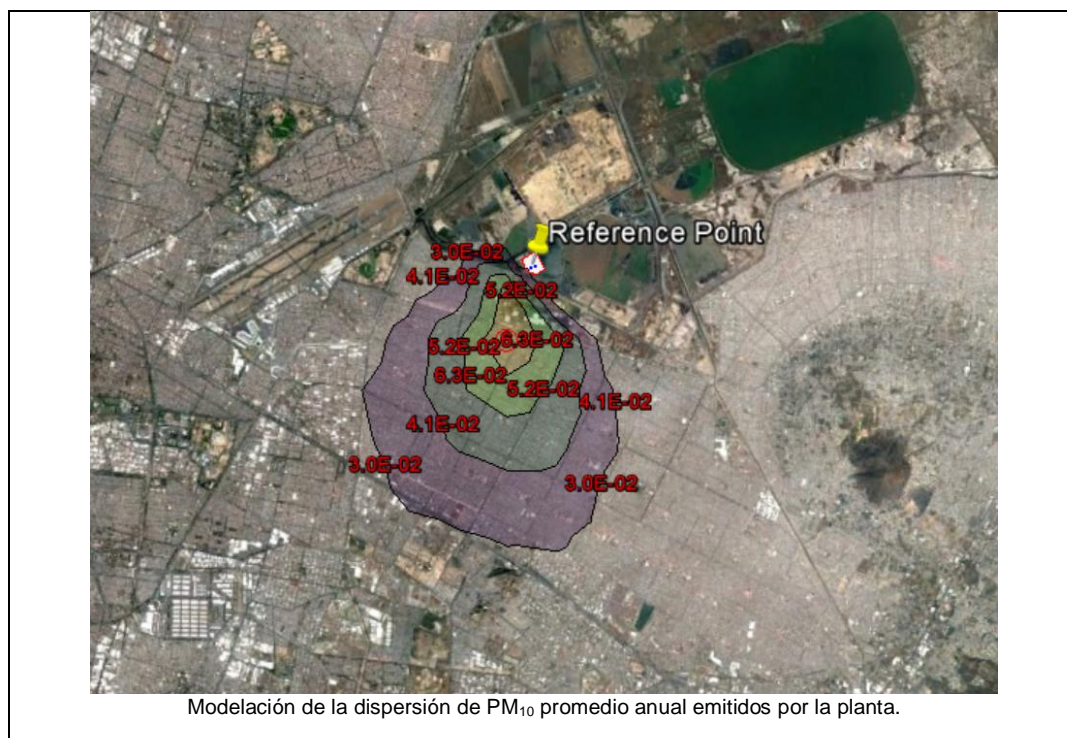 Reference Point
3.0E-02
4.1E-02
5.2E-02
6.3E-02
5.2E-02
6.3E-02
5.2E-02
4.1E-02
4.1E-02
3.0E-02
3.0E-02
Modelación de la dispersión de PM₁₀ promedio anual emitidos por la planta.